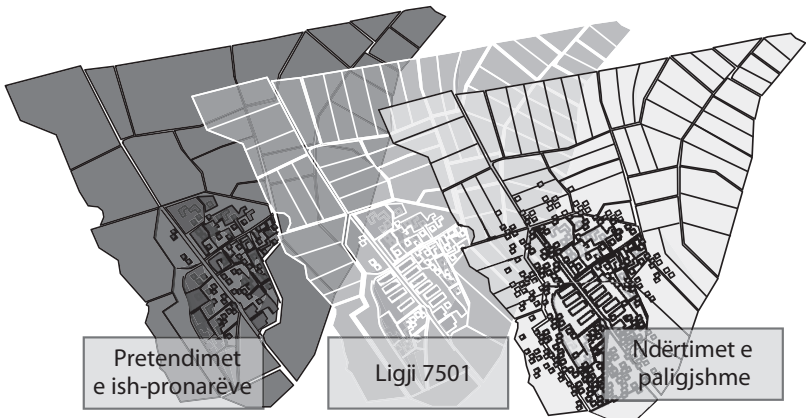 Pretendimet
e ish-pronarëve
Ligji 7501
Ndërtimet e
paligjshme